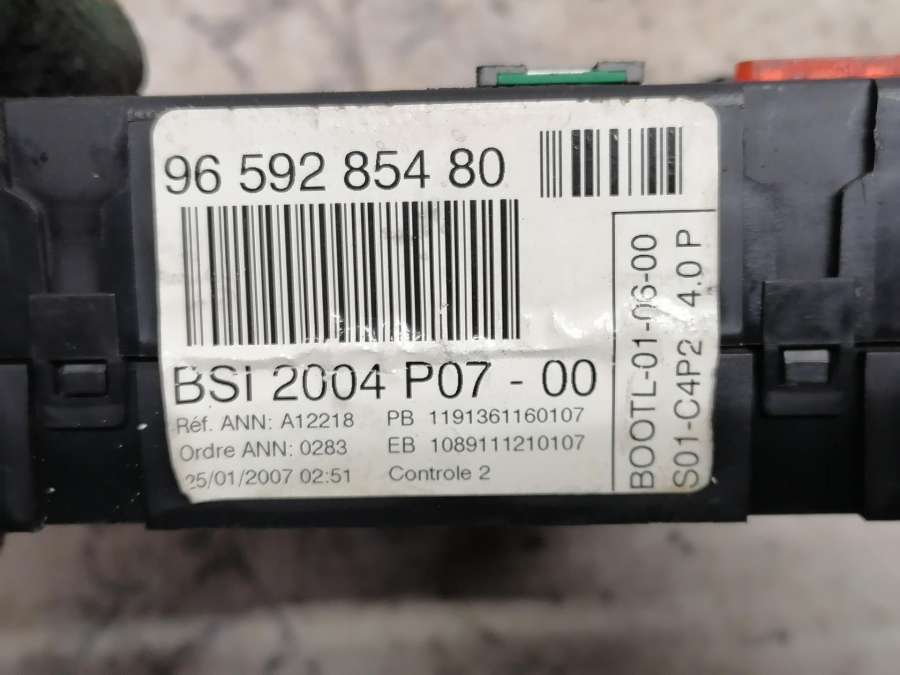 96 592 854 80
BSI 2004 P07 - 00
Réf. ANN: A12218 PB 1191361160107
Ordre ANN: 0283 EB 1089111210107
25/01/2007 02:51 Controle 2
BOOTL-01-06-00
S01-C4P2 4.0 P